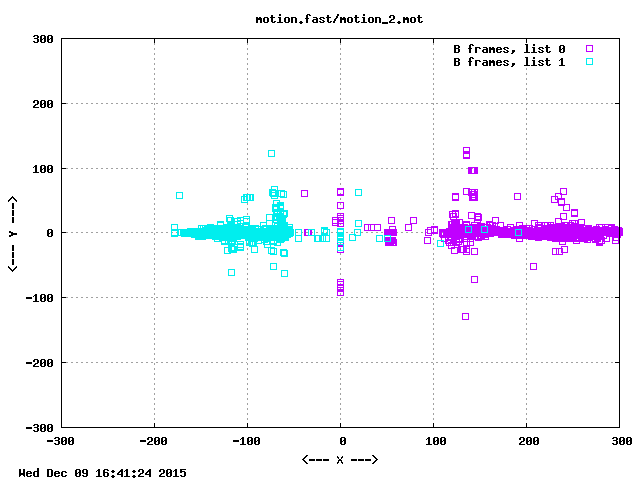 motion.fast/motion_2.mot
B frames, list 0
B frames, list 1
300
200
100
0
-100
-200
-300
<--- Y --->
-300 -200 -100 0 100 200 300
<--- X --->
Wed Dec 09 16:41:24 2015